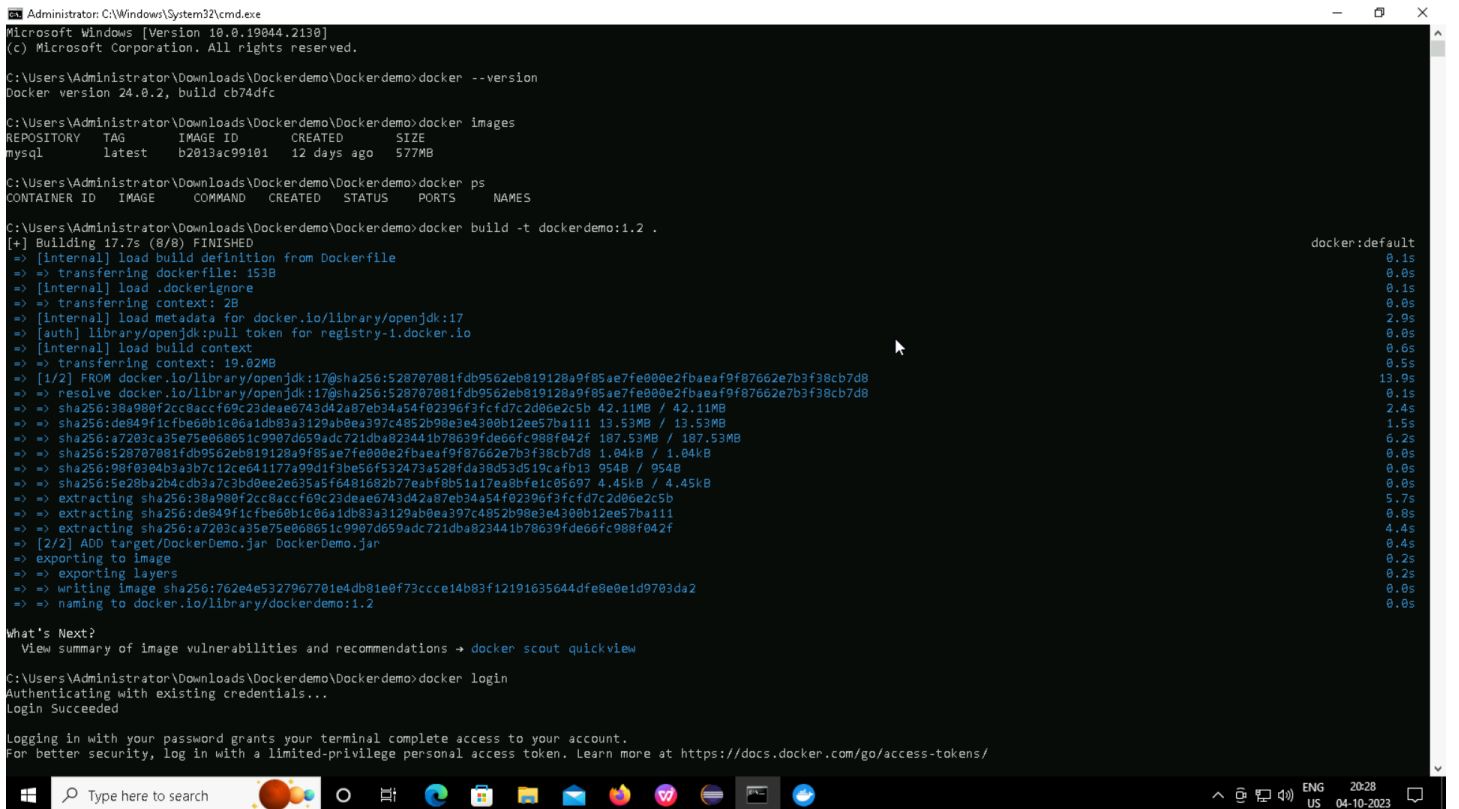 Administrator: C:\Windows\System32\cmd.exe
Microsoft Windows [Version 10.0.19044.2130]
(c) Microsoft Corporation. All rights reserved.
C:\Users\Administrator\Downloads\Dockerdemo\Dockerdemo>docker --version
Docker version 24.0.2, build cb74dfc
C:\Users\Administrator\Downloads\Dockerdemo\Dockerdemo>docker images
REPOSITORY   TAG       IMAGE ID       CREATED       SIZE
mysql        latest    b2013ac99101   12 days ago   577MB
C:\Users\Administrator\Downloads\Dockerdemo\Dockerdemo>docker ps
CONTAINER ID   IMAGE     COMMAND   CREATED   STATUS    PORTS     NAMES
C:\Users\Administrator\Downloads\Dockerdemo\Dockerdemo>docker build -t dockerdemo:1.2 .
[+] Building 17.7s (8/8) FINISHED docker:default
=> [internal] load build definition from Dockerfile 0.1s
=> => transferring dockerfile: 153B 0.0s
=> [internal] load .dockerignore 0.1s
=> => transferring context: 2B 0.0s
=> [internal] load metadata for docker.io/library/openjdk:17 2.9s
=> [auth] library/openjdk:pull token for registry-1.docker.io 0.0s
=> [internal] load build context 0.6s
=> => transferring context: 19.02MB 0.5s
=> [1/2] FROM docker.io/library/openjdk:17@sha256:528707081fdb9562eb819128a9f85ae7fe000e2fbaeaf9f87662e7b3f38cb7d8 13.9s
=> => resolve docker.io/library/openjdk:17@sha256:528707081fdb9562eb819128a9f85ae7fe000e2fbaeaf9f87662e7b3f38cb7d8 0.1s
=> => sha256:38a980f2cc8accf69c23deae6743d42a87eb34a54f02396f3fcfd7c2d06e2c5b 42.11MB / 42.11MB 2.4s
=> => sha256:de849f1cfbe60b1c06a1db83a3129ab0ea397c4852b98e3e4300b12ee57ba111 13.53MB / 13.53MB 1.5s
=> => sha256:a7203ca35e75e068651c9907d659adc721dba823441b78639fde66fc988f042f 187.53MB / 187.53MB 6.2s
=> => sha256:528707081fdb9562eb819128a9f85ae7fe000e2fbaeaf9f87662e7b3f38cb7d8 1.04kB / 1.04kB 0.0s
=> => sha256:98f0304b3a3b7c12ce641177a99d1f3be56f532473a528fda38d53d519cafb13 954B / 954B 0.0s
=> => sha256:5e28ba2b4cdb3a7c3bd0ee2e635a5f6481682b77eabf8b51a17ea8bfe1c05697 4.45kB / 4.45kB 0.0s
=> => extracting sha256:38a980f2cc8accf69c23deae6743d42a87eb34a54f02396f3fcfd7c2d06e2c5b 5.7s
=> => extracting sha256:de849f1cfbe60b1c06a1db83a3129ab0ea397c4852b98e3e4300b12ee57ba111 0.8s
=> => extracting sha256:a7203ca35e75e068651c9907d659adc721dba823441b78639fde66fc988f042f 4.4s
=> [2/2] ADD target/DockerDemo.jar DockerDemo.jar 0.4s
=> exporting to image 0.2s
=> => exporting layers 0.2s
=> => writing image sha256:762e4e5327967701e4db81e0f73ccce14b83f12191635644dfe8e0e1d9703da2 0.0s
=> => naming to docker.io/library/dockerdemo:1.2 0.0s
What's Next?
View summary of image vulnerabilities and recommendations → docker scout quickview
C:\Users\Administrator\Downloads\Dockerdemo\Dockerdemo>docker login
Authenticating with existing credentials...
Login Succeeded
Logging in with your password grants your terminal complete access to your account.
For better security, log in with a limited-privilege personal access token. Learn more at https://docs.docker.com/go/access-tokens/
Type here to search
ENG 20:28
US 04-10-2023